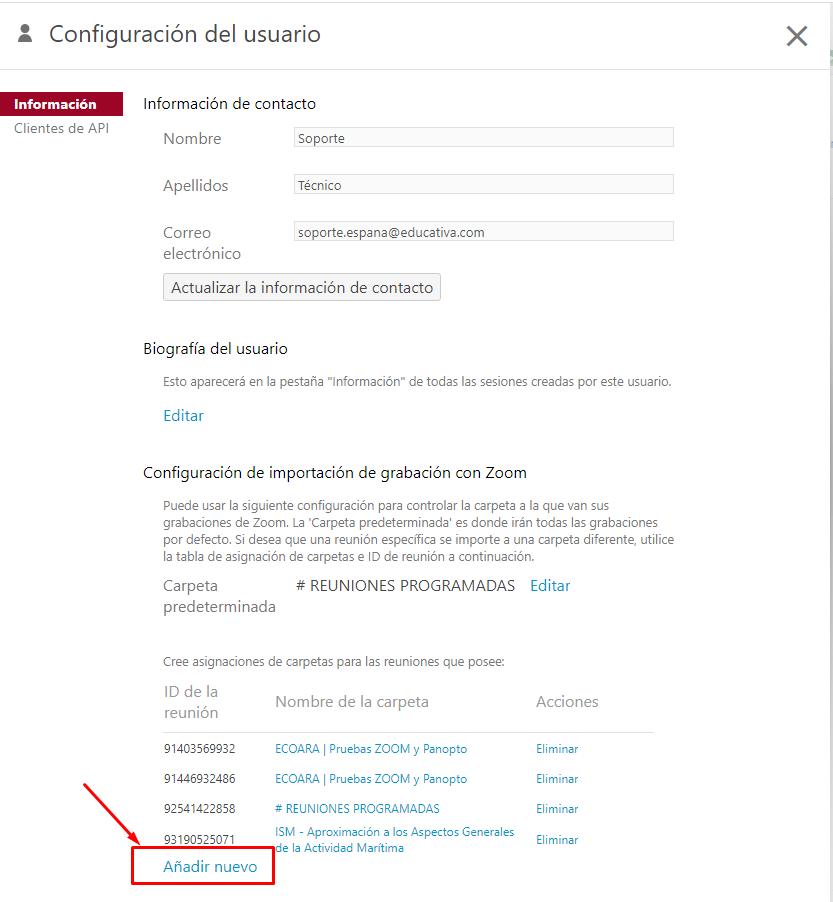 Configuración del usuario
Información
Clientes de API
Información de contacto
Nombre
Soporte
Apellidos
Técnico
Correo
electrónico
soporte.espana@educativa.com
Actualizar la información de contacto
Biografía del usuario
Esto aparecerá en la pestaña "Información" de todas las sesiones creadas por este usuario.
Editar
Configuración de importación de grabación con Zoom
Puede usar la siguiente configuración para controlar la carpeta a la que van sus
grabaciones de Zoom. La 'Carpeta predeterminada' es donde irán todas las grabaciones
por defecto. Si desea que una reunión específica se importe a una carpeta diferente, utilice
la tabla de asignación de carpetas e ID de reunión a continuación.
Carpeta
predeterminada
# REUNIONES PROGRAMADAS Editar
Cree asignaciones de carpetas para las reuniones que posee:
ID de la
reunión
Nombre de la carpeta
Acciones
91403569932 ECOARA | Pruebas ZOOM y Panopto Eliminar
91446932486 ECOARA | Pruebas ZOOM y Panopto Eliminar
92541422858 # REUNIONES PROGRAMADAS Eliminar
93190525071 ISM - Aproximación a los Aspectos Generales
de la Actividad Marítima
Eliminar
Añadir nuevo